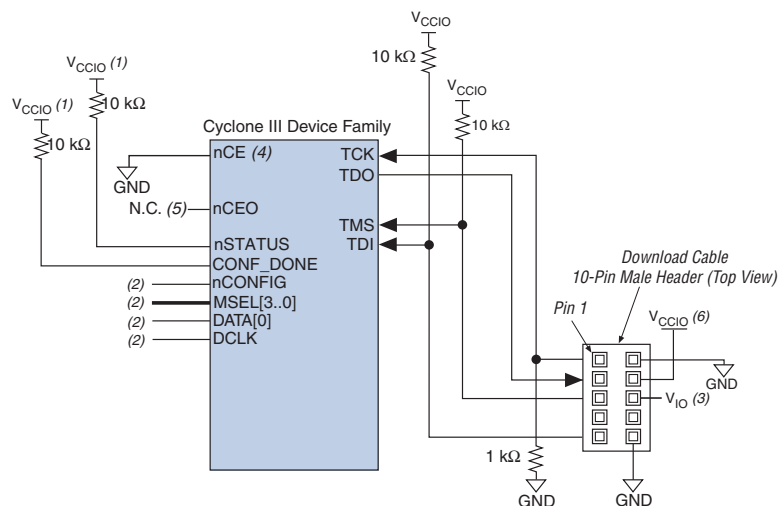 VCCIO
10 kΩ
VCCIO (1)
10 kΩ
VCCIO
10 kΩ
VCCIO (1)
10 kΩ
Cyclone III Device Family
nCE (4)
TCK
GND
TDO
N.C. (5)
nCEO
TMS
nSTATUS
TDI
CONF_DONE
(2)
nCONFIG
(2)
MSEL[3..0]
(2)
DATA[0]
(2)
DCLK
Download Cable
10-Pin Male Header (Top View)
Pin 1
VCCIO (6)
GND
VIO (3)
1 kΩ
GND
GND